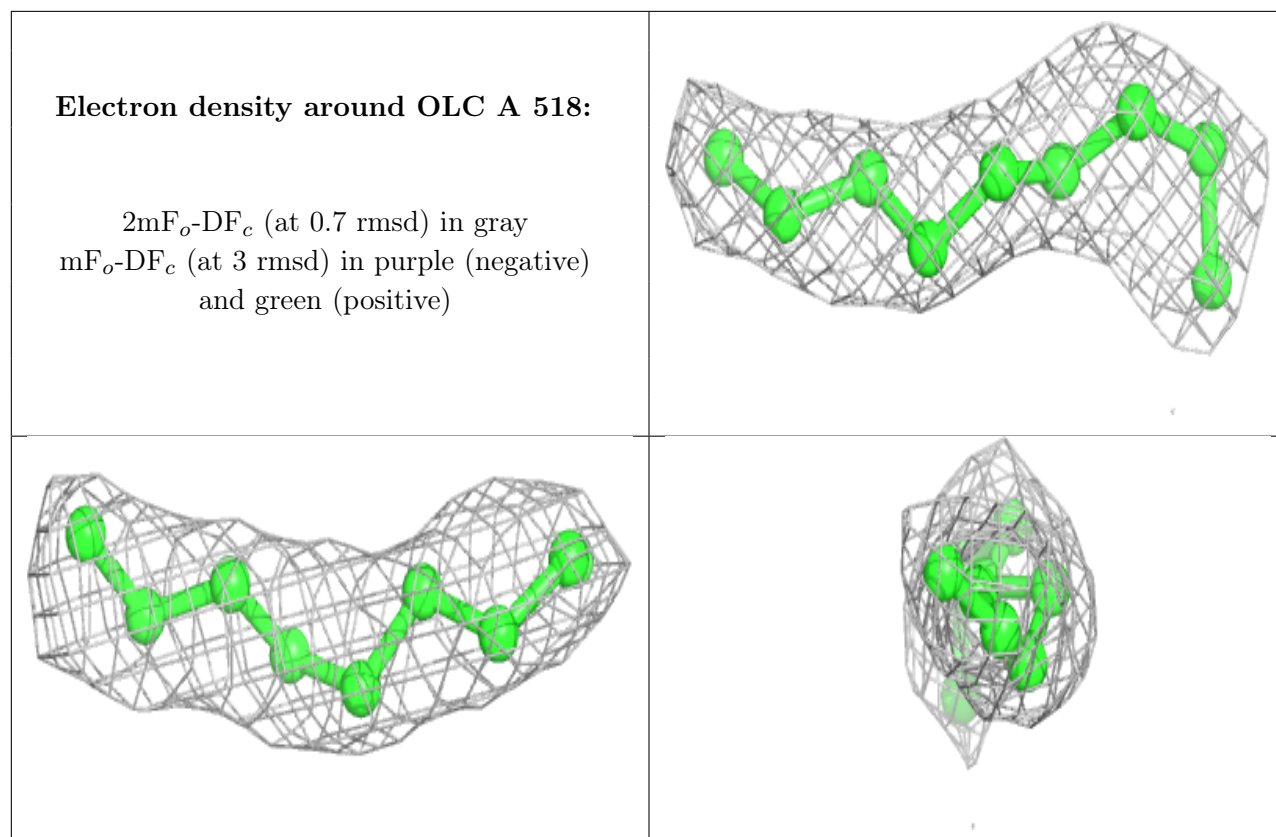 Electron density around OLC A 518:
2mFo-DFc (at 0.7 rmsd) in gray
mFo-DFc (at 3 rmsd) in purple (negative)
and green (positive)